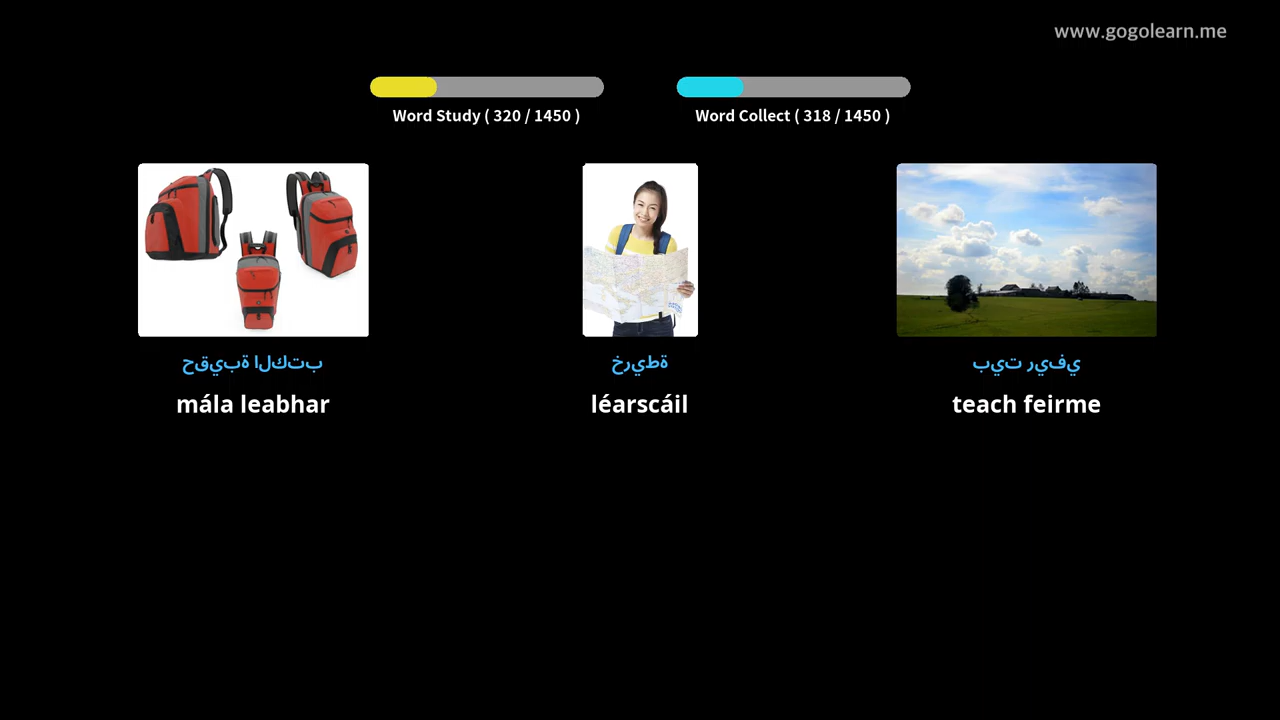 www.gogolearn.me
Word Study ( 320 / 1450 )
Word Collect ( 318 / 1450 )
حقيبة الكتب
mála leabhar
خريطة
léarscáil
بيت ريفي
teach feirme